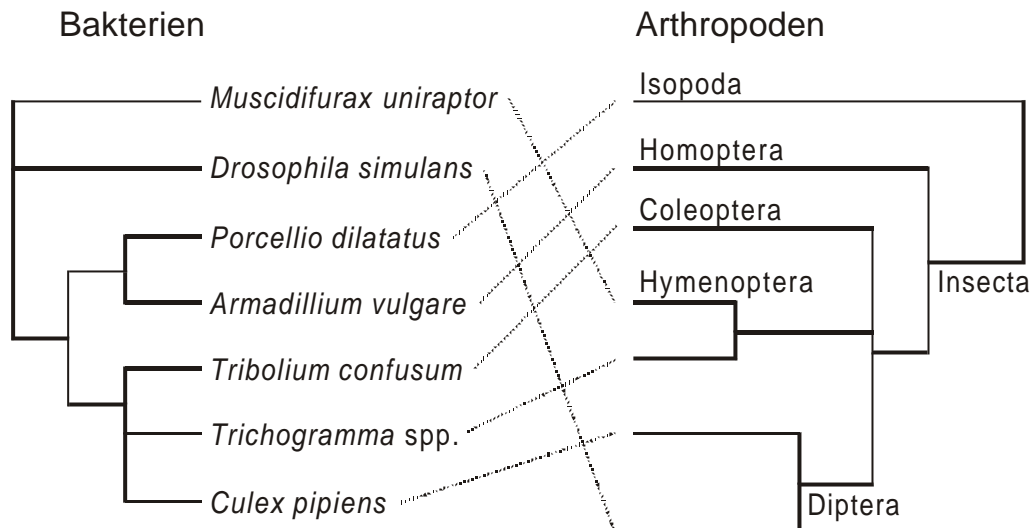 Bakterien
Arthropoden
Muscidifurax uniraptor
Drosophila simulans
Porcellio dilatatus
Armadillium vulgare
Tribolium confusum
Trichogramma spp.
Culex pipiens
Isopoda
Homoptera
Coleoptera
Hymenoptera
Insecta
Diptera